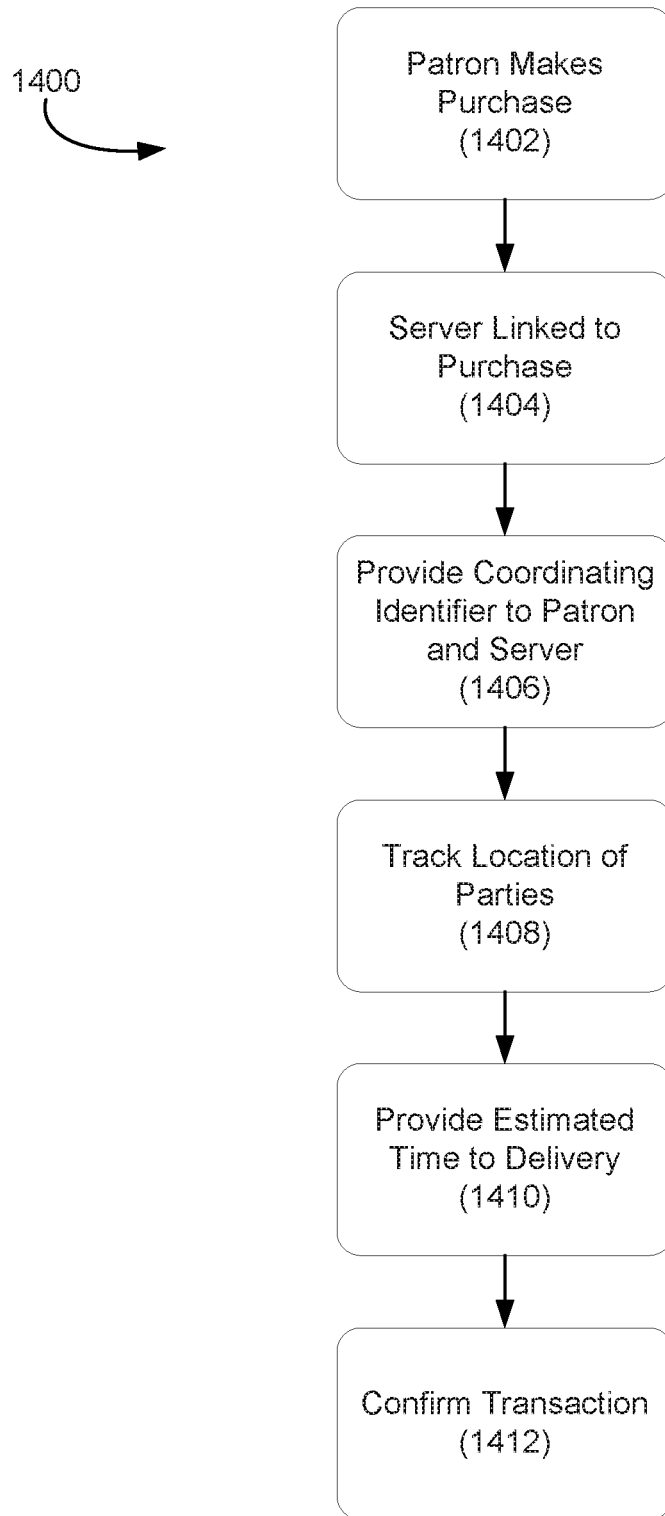 1400
Patron Makes
Purchase
(1402)
Server Linked to
Purchase
(1404)
Provide Coordinating
Identifier to Patron
and Server
(1406)
Track Location of
Parties
(1408)
Provide Estimated
Time to Delivery
(1410)
Confirm Transaction
(1412)